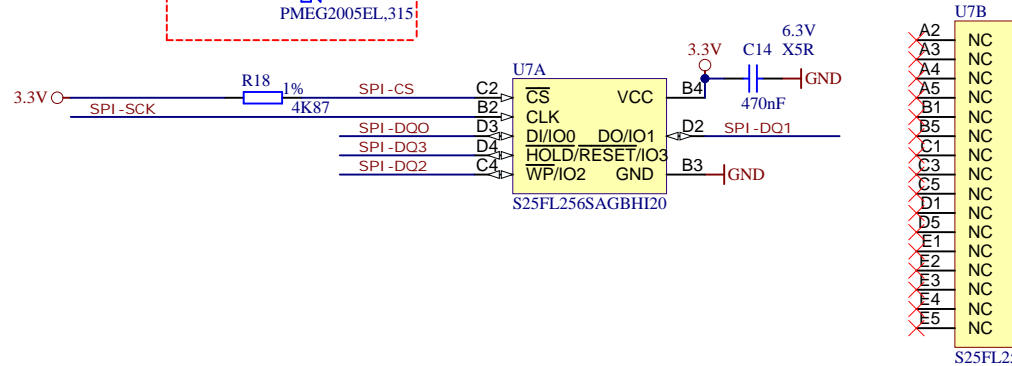 PMEG2005EL,315
3.3V
R18
1%
4K87
SPI-CS
SPI-SCK
SPI-DQ0
SPI-DQ3
SPI-DQ2
C2
B2
D3
D4
C4
U7A
CS
CLK
DI/IO0
HOLD/RESET/IO3
WP/IO2
VCC
DO/IO1
GND
S25FL256SAGBHI20
B4
D2
SPI-DQ1
B3
GND
3.3V
C14
6.3V
X5R
470nF
GND
U7B
A2 NC
A3 NC
A4 NC
A5 NC
B1 NC
B5 NC
C1 NC
C3 NC
C5 NC
D1 NC
D5 NC
E1 NC
E2 NC
E3 NC
E4 NC
E5 NC